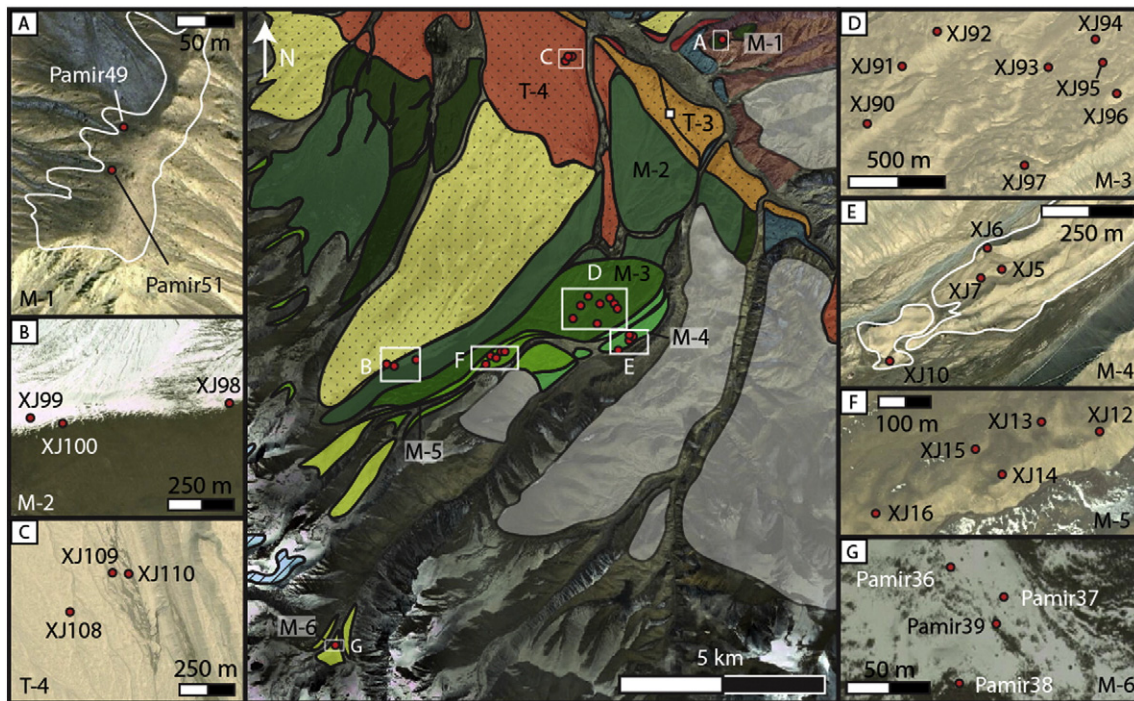 A
50 m
Pamir49
Pamir51
M-1
B
XJ99
XJ98
XJ100
250 m
M-2
C
XJ109
XJ110
XJ108
250 m
T-4
N
C
A
M-1
T-4
T-3
M-2
M-3
D
M-4
B
F
E
M-5
M-6
G
5 km
D
XJ92
XJ94
XJ91
XJ93
XJ95
XJ90
XJ96
500 m
XJ97
M-3
E
250 m
XJ6
XJ5
XJ7
XJ10
M-4
F
100 m
XJ13
XJ12
XJ15
XJ14
XJ16
M-5
G
Pamir36
Pamir37
Pamir39
50 m
Pamir38
M-6